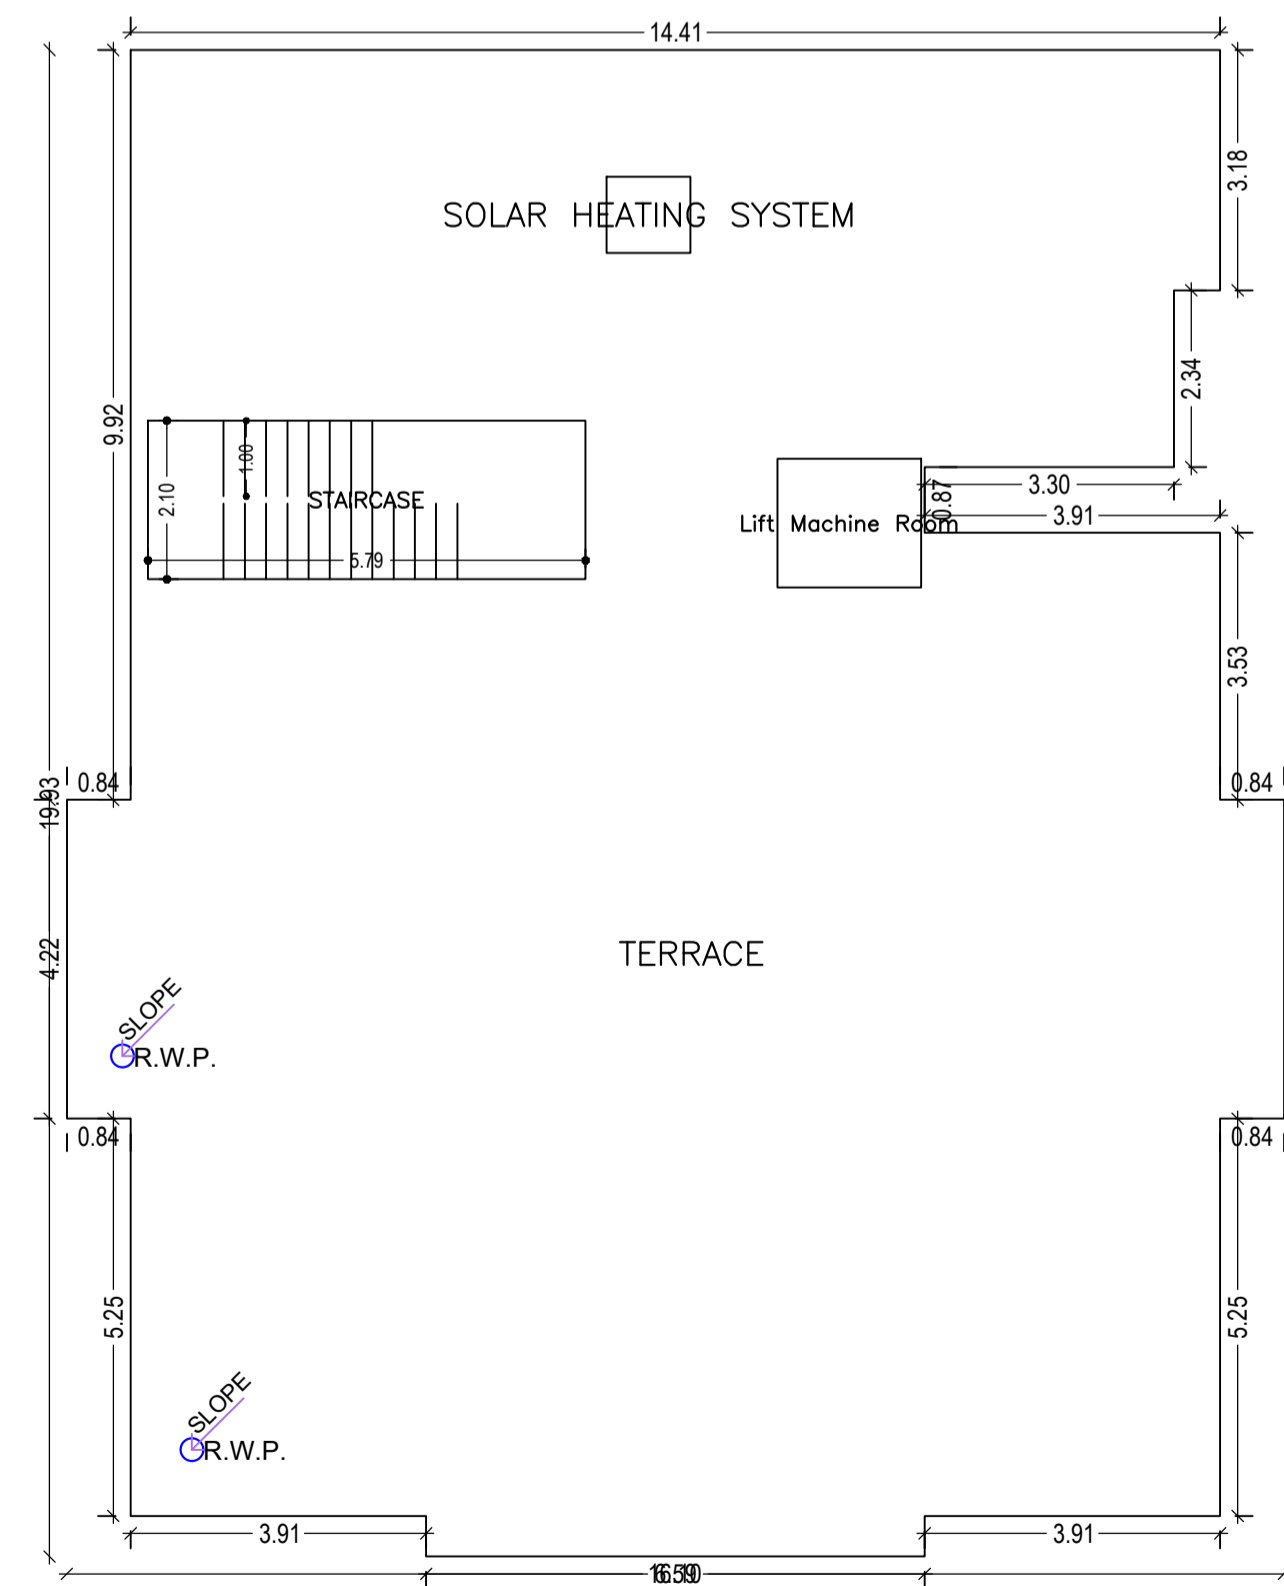 14.41
3.18
SOLAR HEATING SYSTEM
2.34
9.92
1.00
2.10
STAIRCASE
3.30
0.87
3.91
Lift Machine Room
5.79
3.53
0.84
0.84
19.93
TERRACE
4.22
SLOPE
R.W.P.
0.84
0.84
5.25
5.25
SLOPE
R.W.P.
3.91
3.91